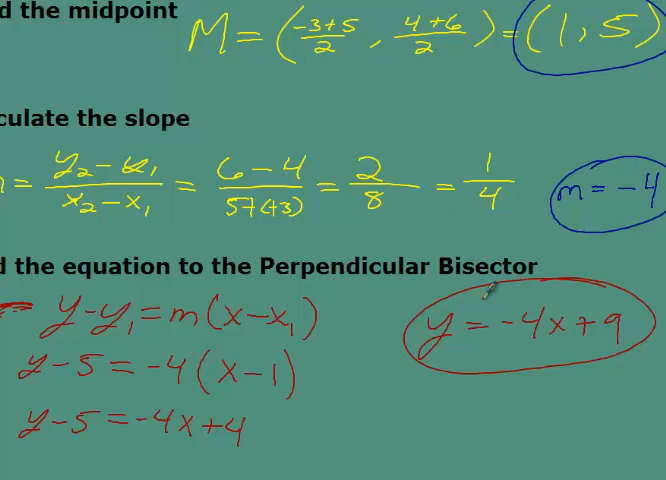 d the midpoint
M = (-3+5/2, 4+6/2) = (1, 5)
culate the slope
m = y₂ - y₁/x₂ - x₁ = 6 - 4/5+(+3) = 2/8 = 1/4
m = -4
d the equation to the Perpendicular Bisector
y - y₁ = m(x - x₁)
y = -4x + 9
y - 5 = -4(x - 1)
y - 5 = -4x + 4